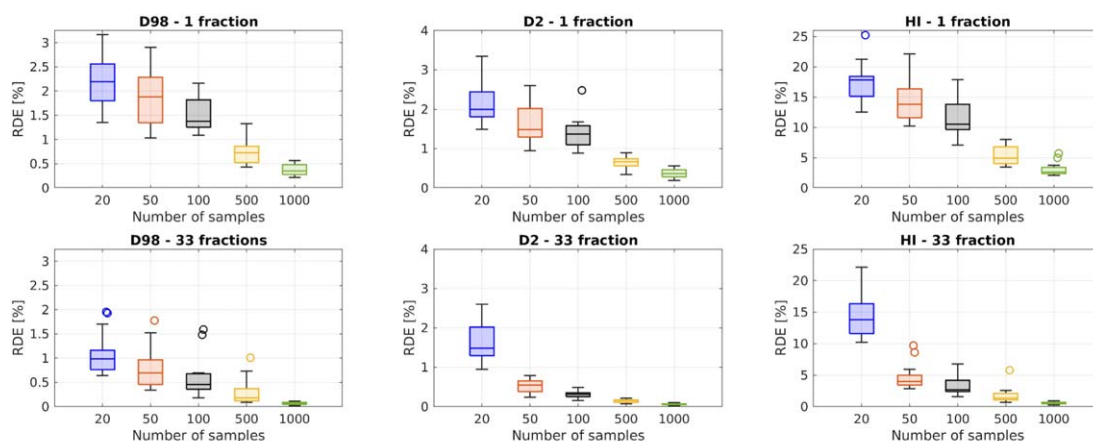 D98 - 1 fraction
RDE [%]
3
2.5
2
1.5
1
0.5
0
20 50 100 500 1000
Number of samples
D2 - 1 fraction
RDE [%]
4
3
2
1
0
20 50 100 500 1000
Number of samples
HI - 1 fraction
RDE [%]
25
20
15
10
5
0
20 50 100 500 1000
Number of samples
D98 - 33 fractions
RDE [%]
3
2.5
2
1.5
1
0.5
0
20 50 100 500 1000
Number of samples
D2 - 33 fraction
RDE [%]
4
3
2
1
0
20 50 100 500 1000
Number of samples
HI - 33 fraction
RDE [%]
25
20
15
10
5
0
20 50 100 500 1000
Number of samples